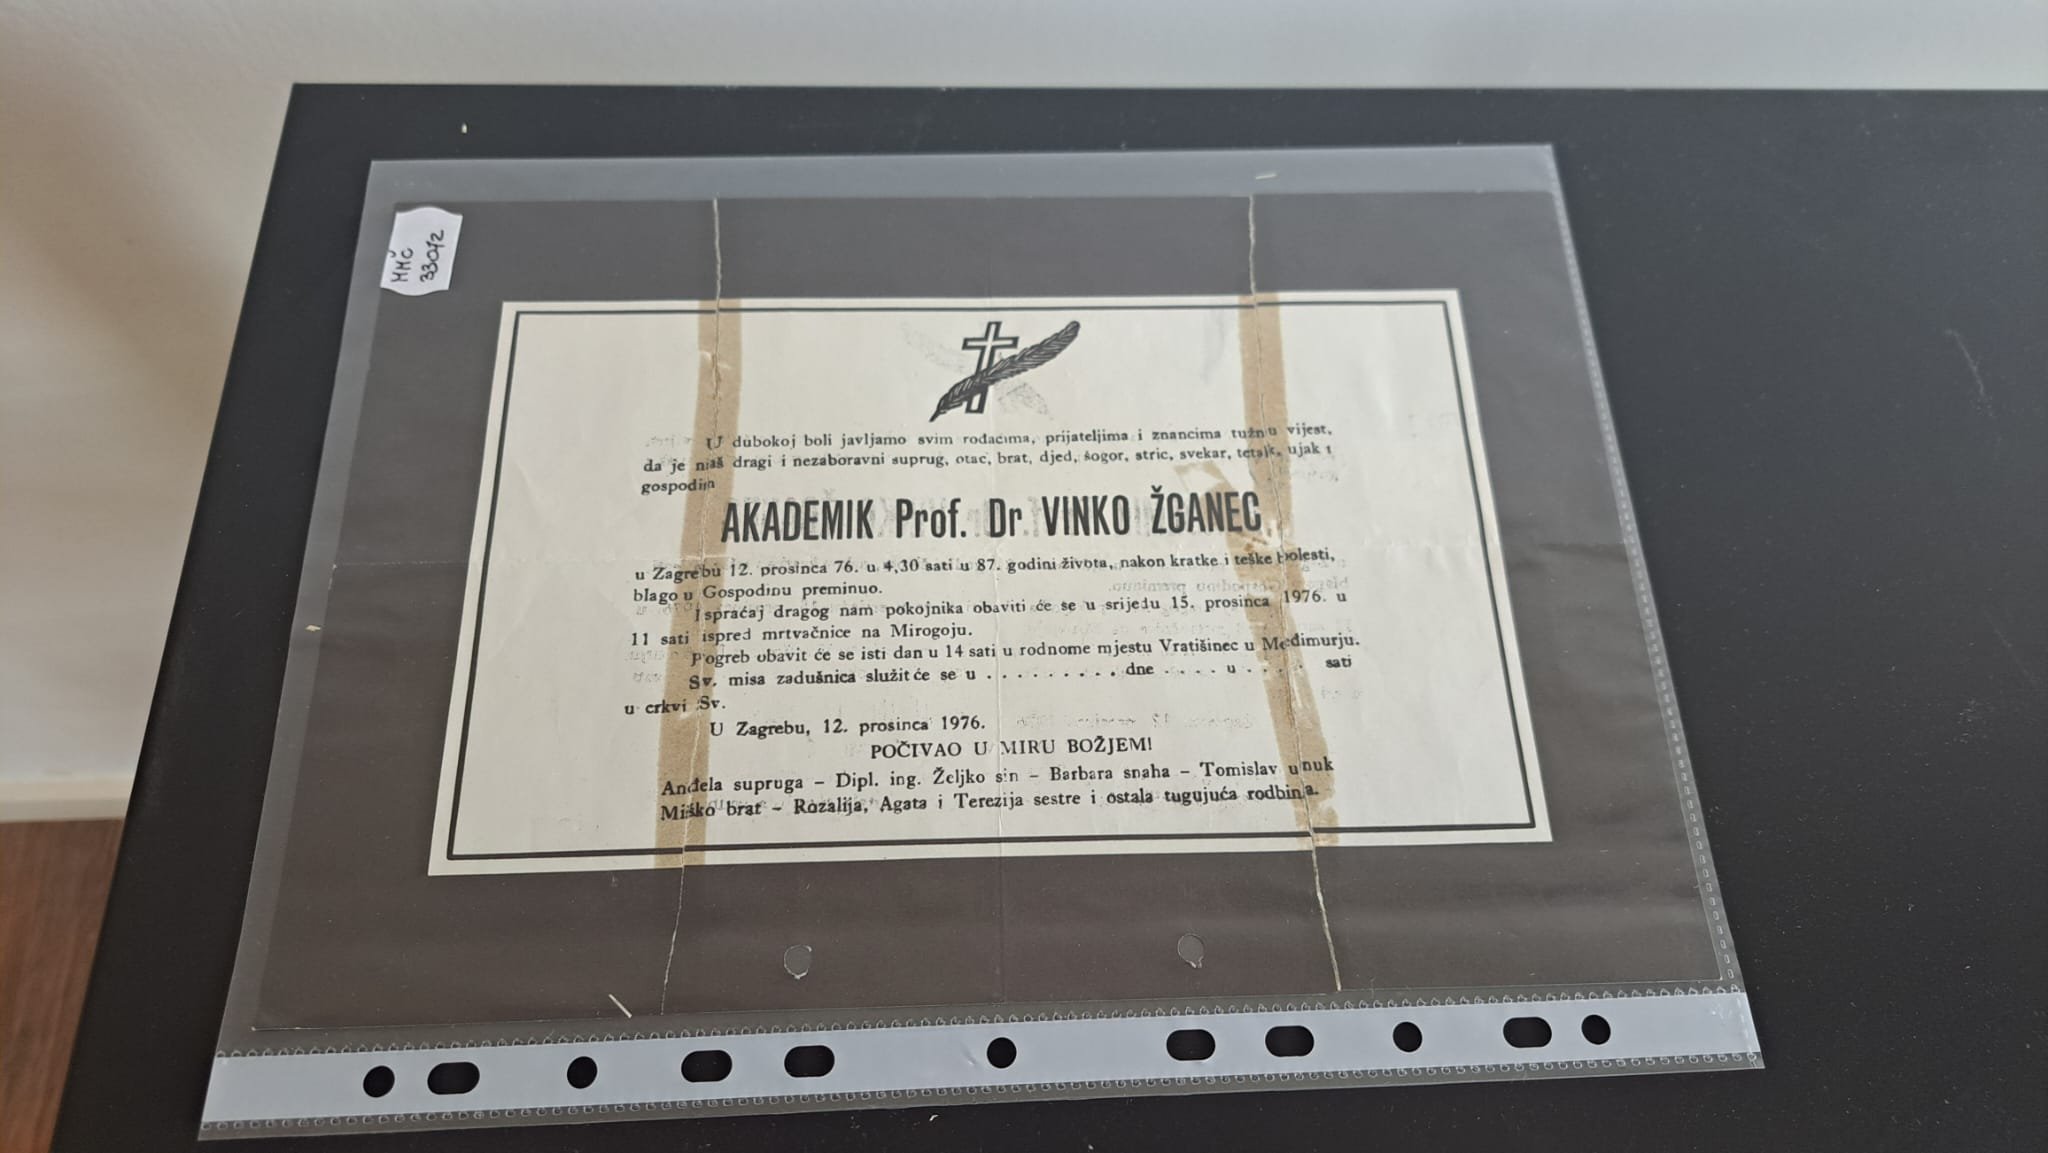 MMČ
33012
U dubokoj boli javljamo svim rođacima, prijateljima i znancima tužnu vijest,
da je naš dragi i nezaboravni suprug, otac, brat, djed, šogor, stric, svekar, tetak, ujak i
gospodin
AKADEMIK Prof. Dr VINKO ŽGANEC
u Zagrebu 12. prosinca 76. u 4,30 sati u 87. godini života, nakon kratke i teške bolesti,
blago u Gospodinu preminuo.
Ispraćaj dragog nam pokojnika obaviti će se u srijedu 15. prosinca 1976. u
11 sati ispred mrtvačnice na Mirogoju.
Pogreb obavit će se isti dan u 14 sati u rodnome mjestu Vratišinec u Međimurju.
Sv. misa zadušnica služit će se u . . . . . . . . . . dne . . . . u . . . . . sati
u crkvi Sv.
U Zagrebu, 12. prosinca 1976.
POČIVAO U MIRU BOŽJEM!
Anđela supruga – Dipl. ing. Željko sin – Barbara snaha – Tomislav unuk
Miško brat – Rozalija, Agata i Terezija sestre i ostala tugujuća rodbina.